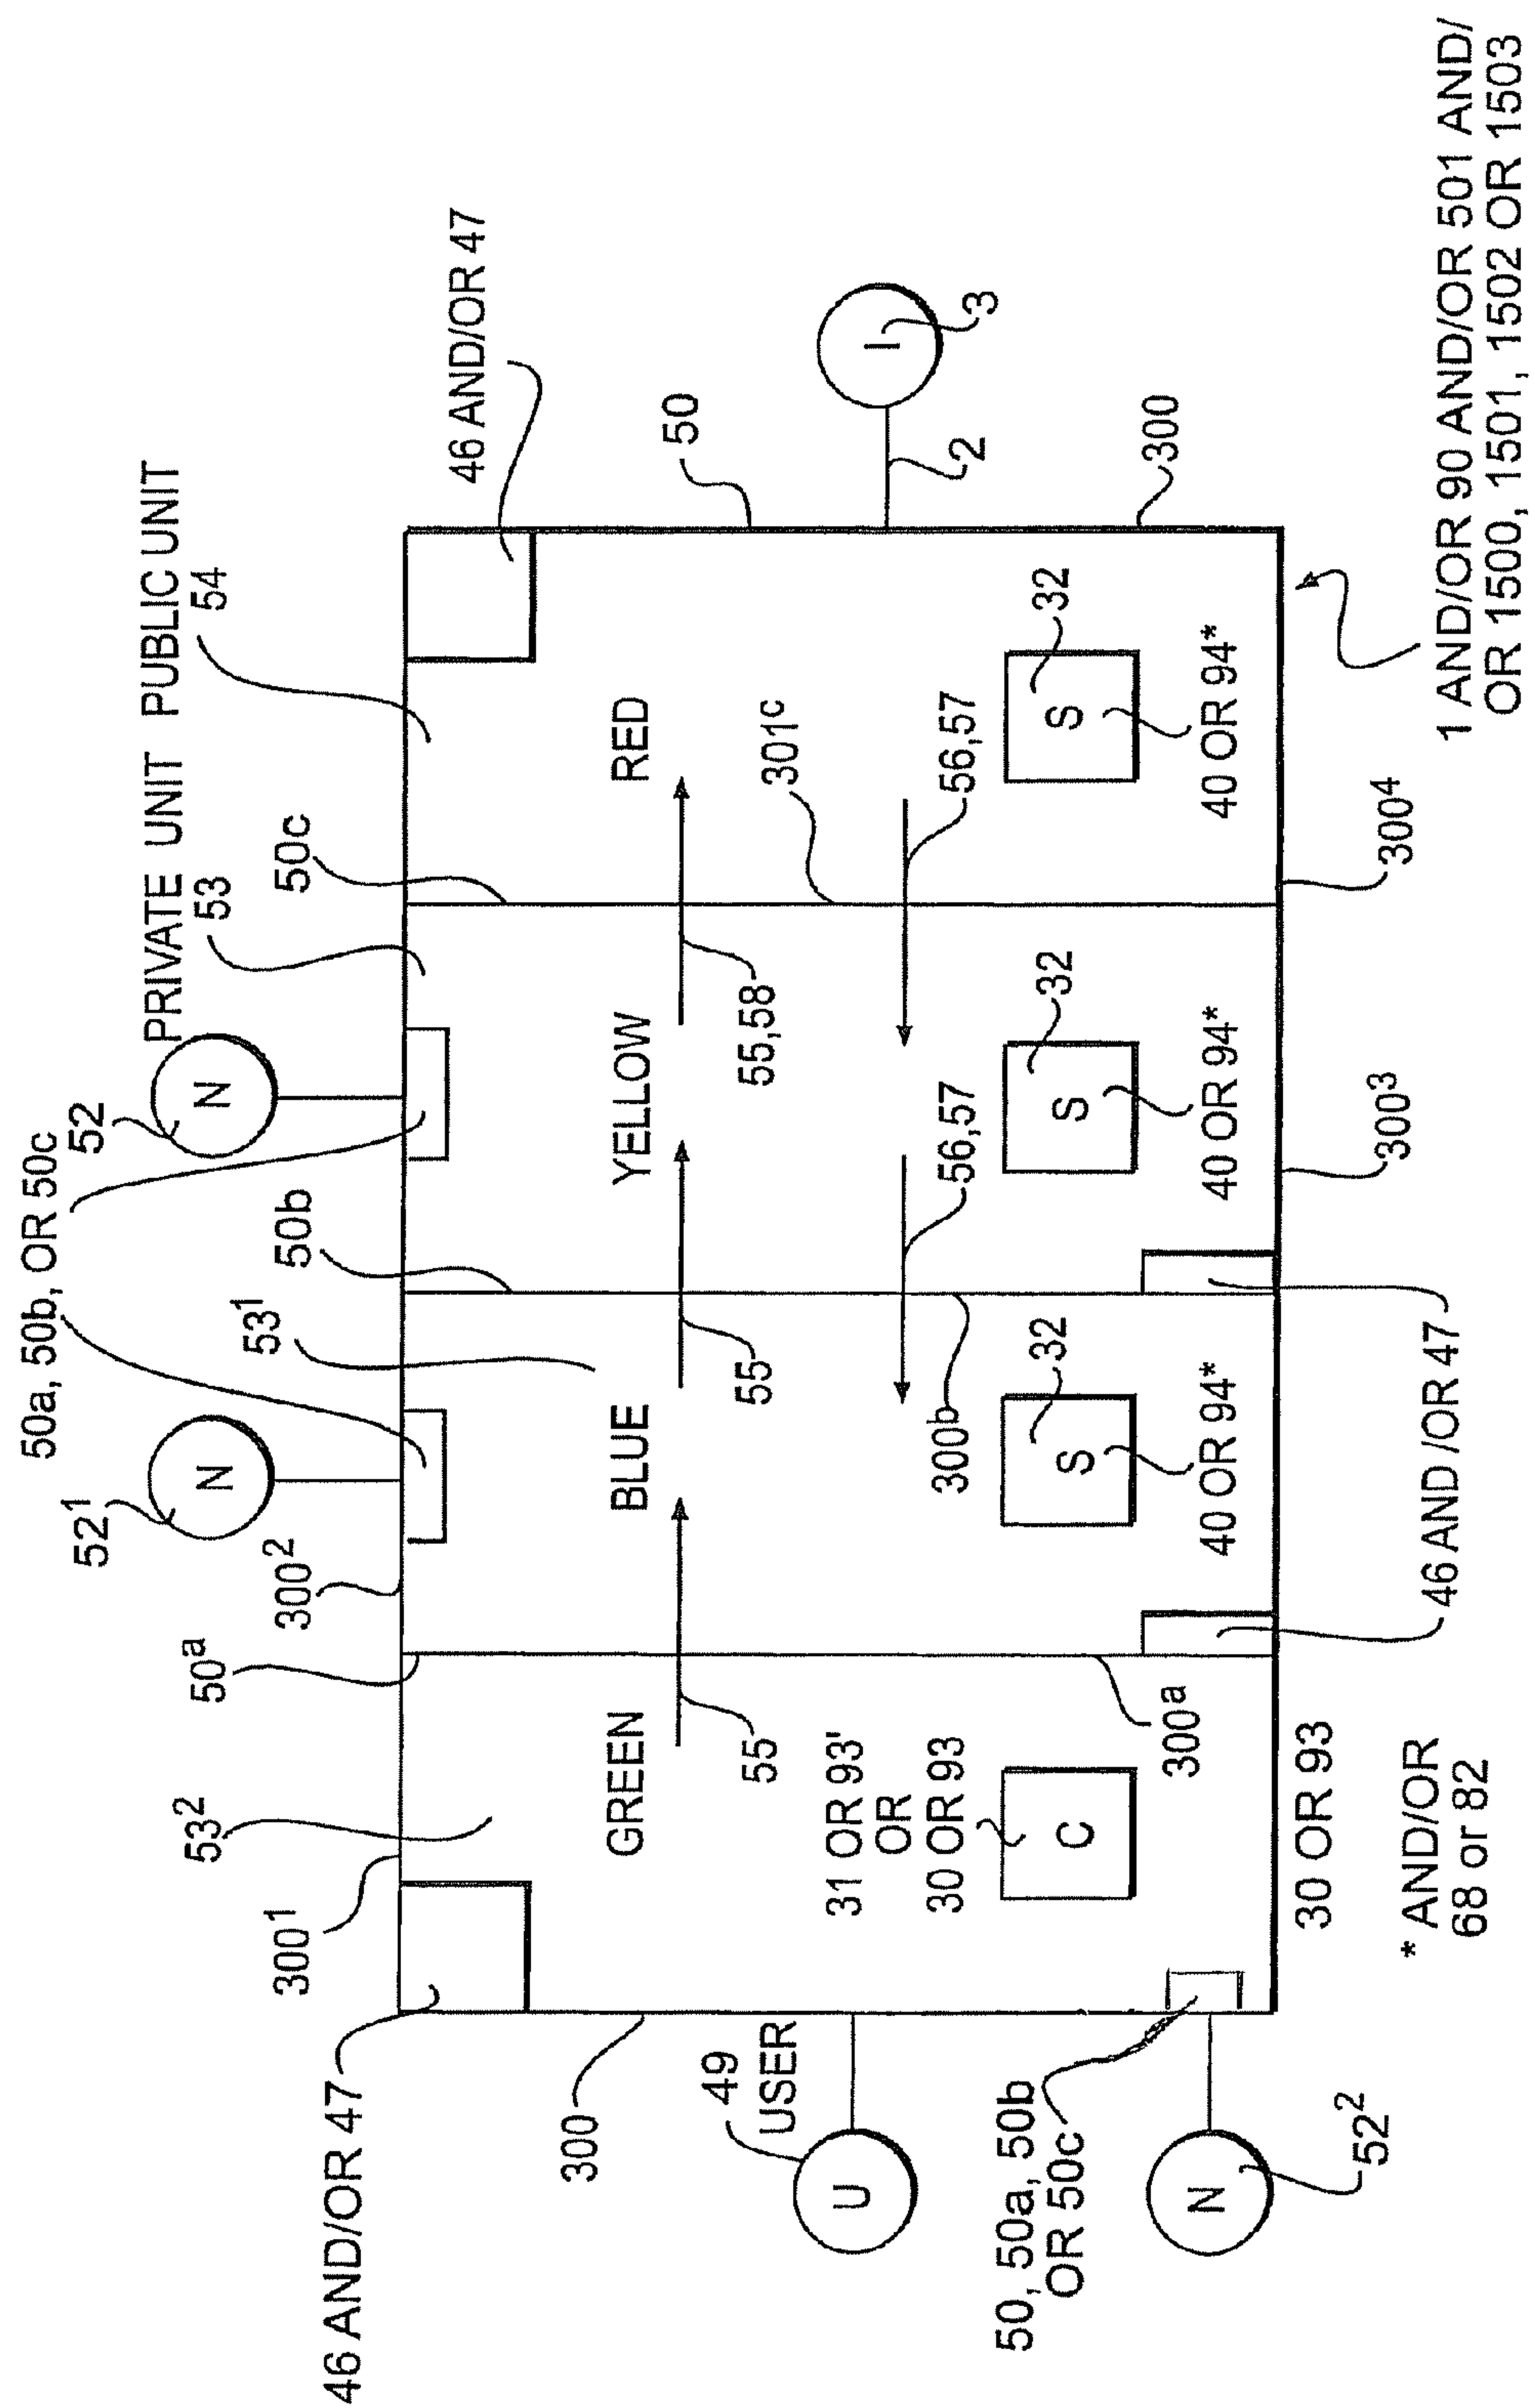 50a, 50b, OR 50c
52¹
N
52
N
PRIVATE UNIT
53
PUBLIC UNIT
54
46 AND/OR 47
300¹
53²
50ª
300²
53¹
50b
50c
46 AND/OR 47
300
50
GREEN
BLUE
YELLOW
RED
55
55
55,58
301ᶜ
49
USER
U
2
I
3
31 OR 93'
OR
30 OR 93
300ᵇ
56,57
56,57
C
S
32
S
32
S
32
300
50, 50a, 50b
OR 50c
N
52²
300ª
40 OR 94*
40 OR 94*
40 OR 94*
30 OR 93
300³
300⁴
* AND/OR
68 or 82
46 AND /OR 47
1 AND/OR 90 AND/OR 501 AND/
OR 1500, 1501, 1502 OR 1503